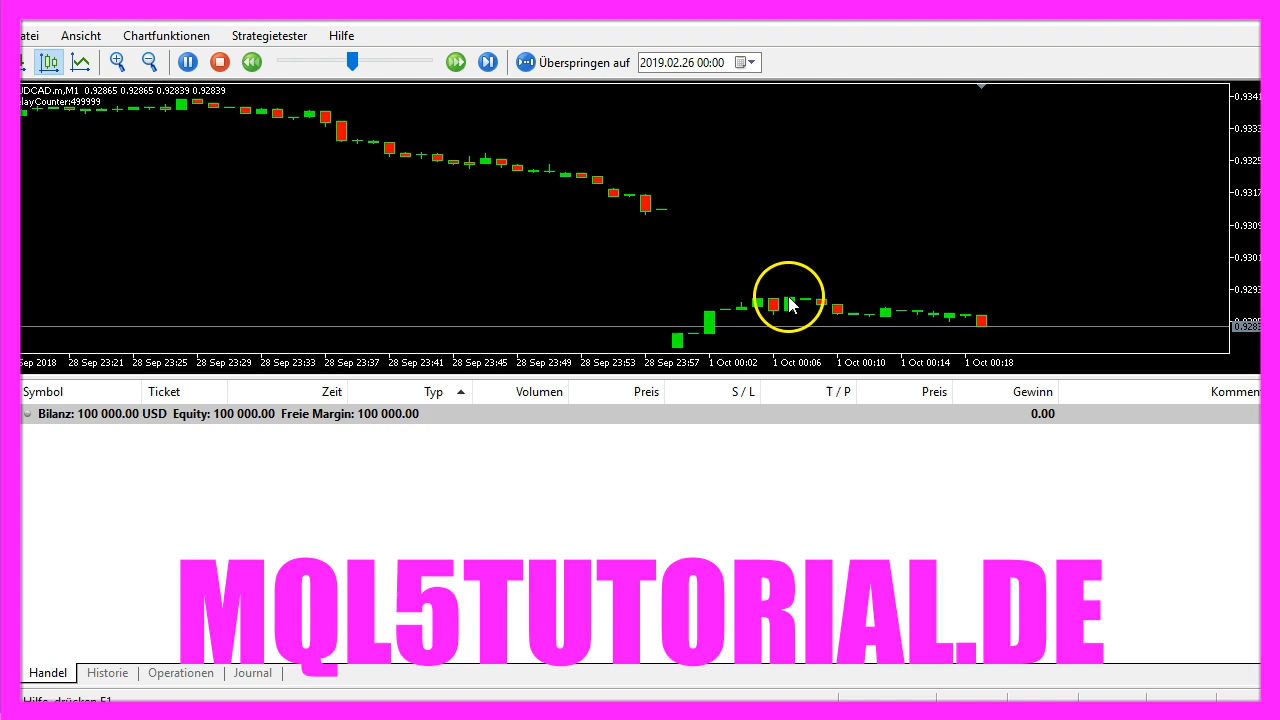 atei Ansicht Chartfunktionen Strategietester Hilfe
Überspringen auf 2019.02.26 00:00
UDCAD.m,M1 0.92865 0.92865 0.92839 0.92839
layCounter:499999
0.9341
0.9333
0.9325
0.9317
0.9309
0.9301
0.9293
0.9283
Sep 2018 28 Sep 23:21 28 Sep 23:25 28 Sep 23:29 28 Sep 23:33 28 Sep 23:37 28 Sep 23:41 28 Sep 23:45 28 Sep 23:49 28 Sep 23:53 28 Sep 23:57 1 Oct 00:02 1 Oct 00:06 1 Oct 00:10 1 Oct 00:14 1 Oct 00:18
Symbol Ticket Zeit Typ Volumen Preis S / L T / P Preis Gewinn Kommen
Bilanz: 100 000.00 USD Equity: 100 000.00 Freie Margin: 100 000.00 0.00
MQL5TUTORIAL.DE
Handel Historie Operationen Journal
Hilfe, drücken F1